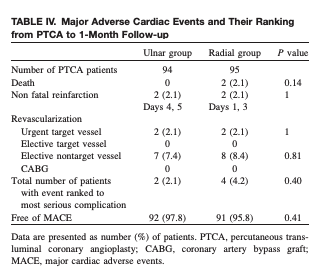 TABLE IV. Major Adverse Cardiac Events and Their Ranking
from PTCA to 1-Month Follow-up
Ulnar group Radial group P value
Number of PTCA patients 94 95
Death 0 2 (2.1) 0.14
Non fatal reinfarction 2 (2.1) 2 (2.1) 1
Days 4, 5 Days 1, 3
Revascularization
Urgent target vessel 2 (2.1) 2 (2.1) 1
Elective target vessel 0 0
Elective nontarget vessel 7 (7.4) 8 (8.4) 0.81
CABG 0 0
Total number of patients 2 (2.1) 4 (4.2) 0.40
with event ranked to
most serious complication
Free of MACE 92 (97.8) 91 (95.8) 0.41
Data are presented as number (%) of patients. PTCA, percutaneous trans-
luminal coronary angioplasty; CABG, coronary artery bypass graft;
MACE, major cardiac adverse events.